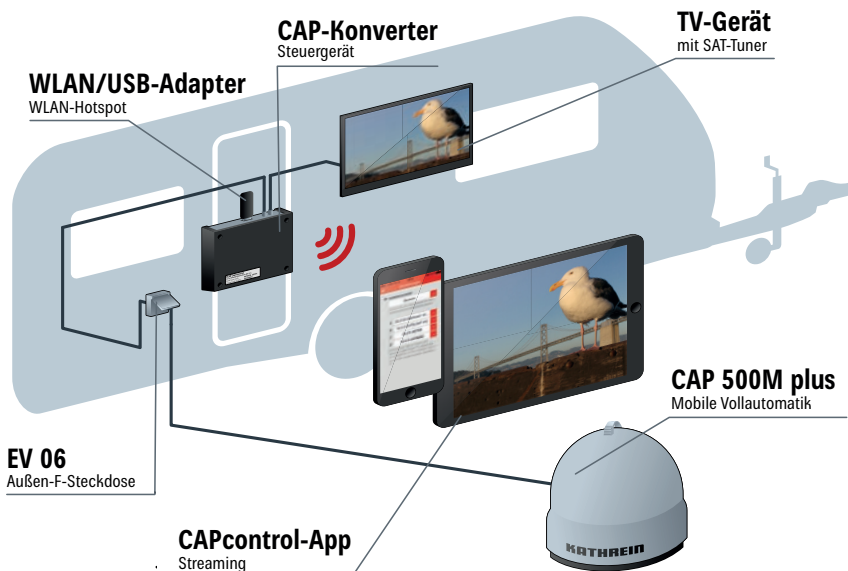 CAP-Konverter
Steuergerät
TV-Gerät
mit SAT-Tuner
WLAN/USB-Adapter
WLAN-Hotspot
CAP 500M plus
Mobile Vollautomatik
EV 06
Außen-F-Steckdose
CAPcontrol-App
Streaming
KATHREIN